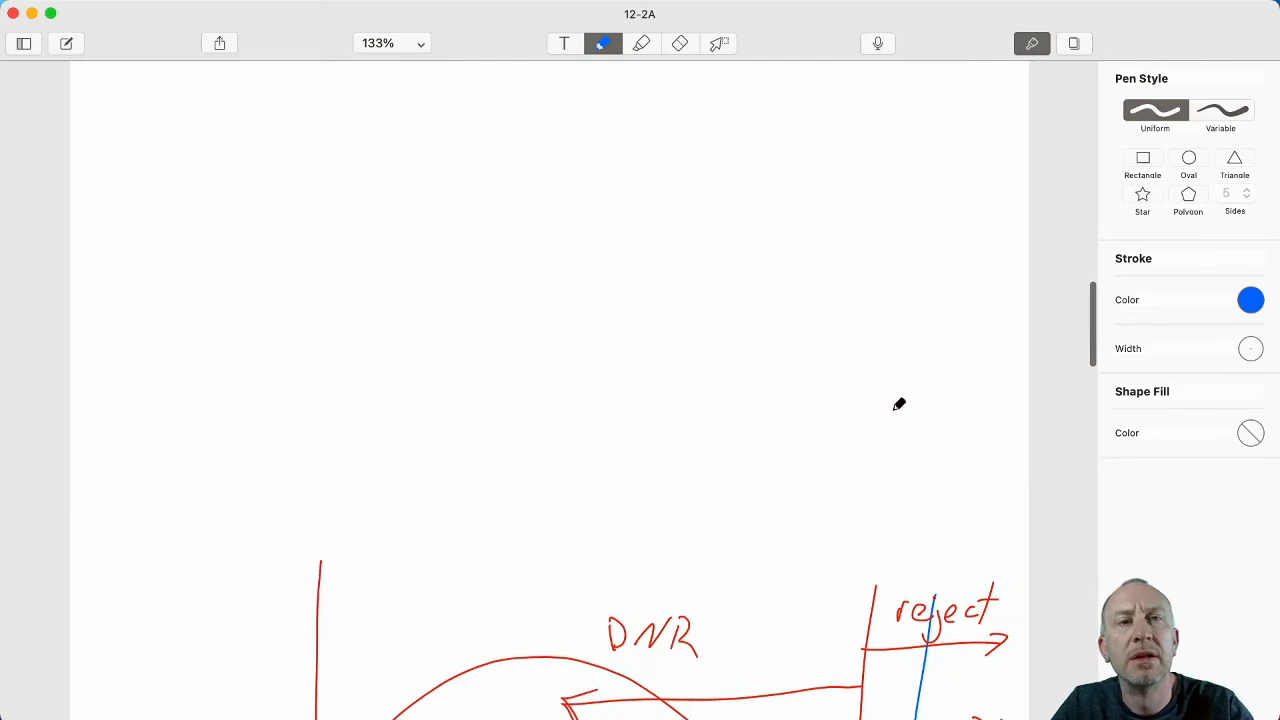 12-2A
133%
T
Pen Style
Uniform
Variable
Rectangle
Oval
Triangle
5
Star
Polygon
Sides
Stroke
Color
Width
Shape Fill
Color
reject
DNR